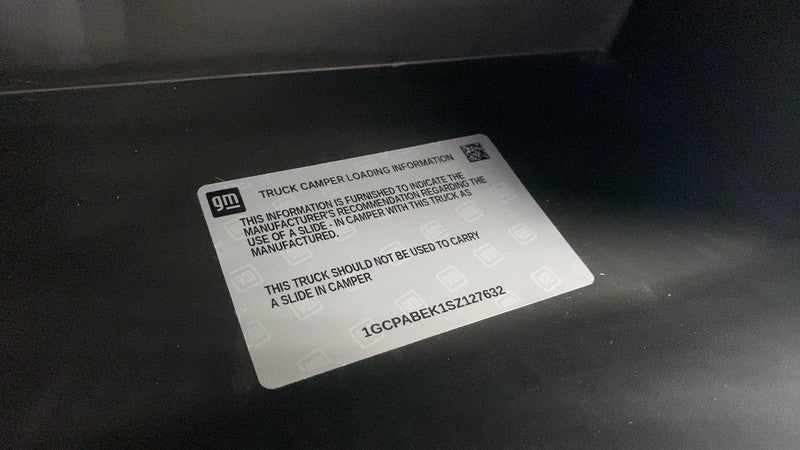 gm
TRUCK CAMPER LOADING INFORMATION
THIS INFORMATION IS FURNISHED TO INDICATE THE
MANUFACTURER'S RECOMMENDATION REGARDING THE
USE OF A SLIDE - IN CAMPER WITH THIS TRUCK AS
MANUFACTURED.
THIS TRUCK SHOULD NOT BE USED TO CARRY
A SLIDE IN CAMPER
1GCPABEK1SZ127632